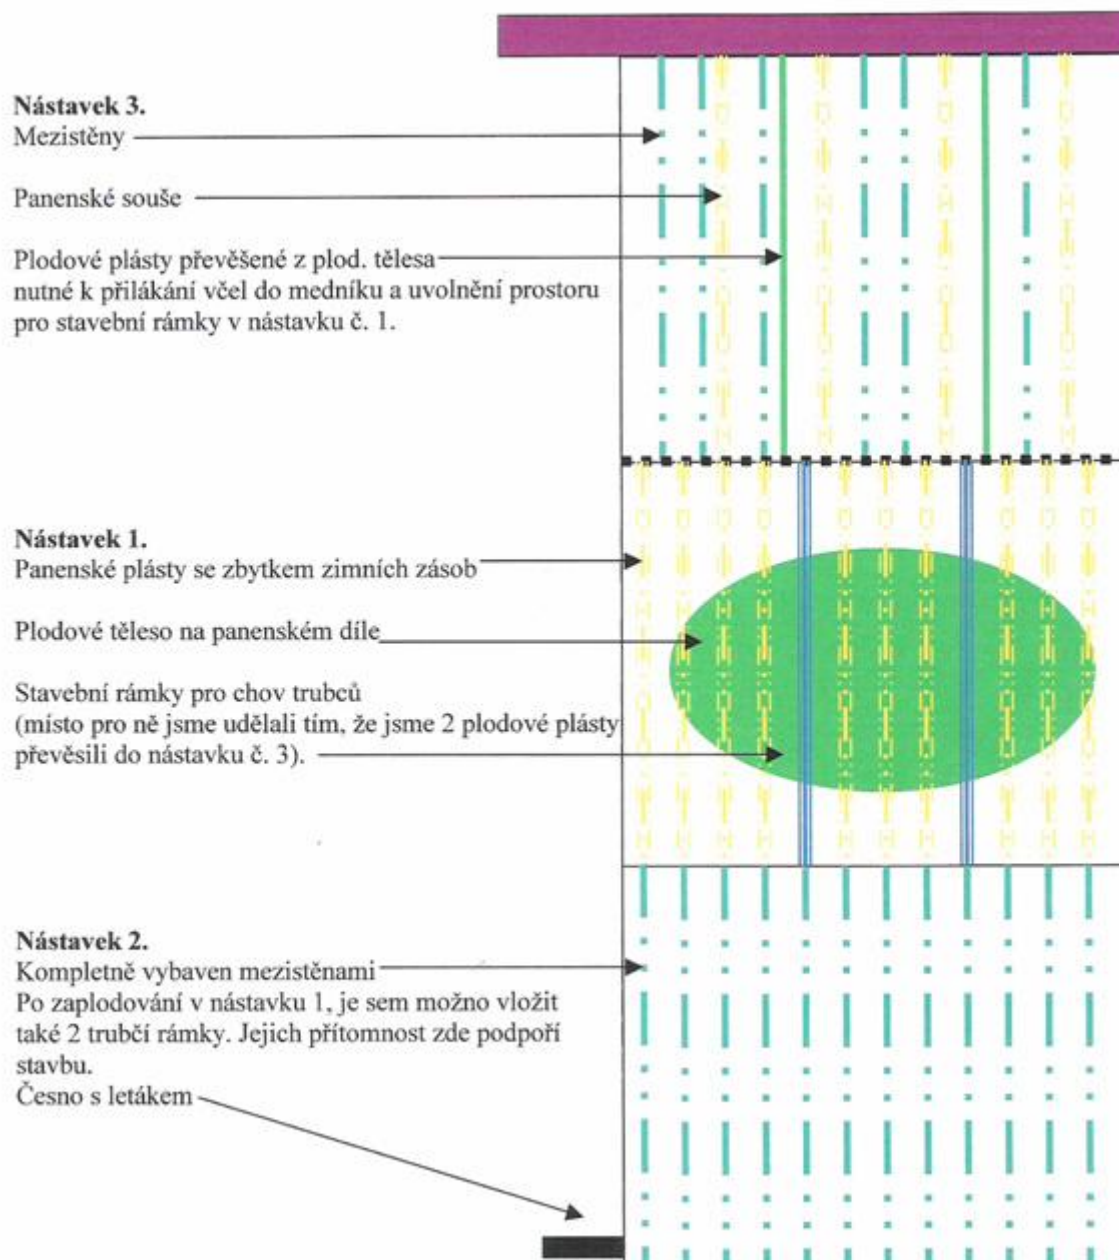 Nástavek 3.
Mezistěny
Panenské souše
Plodové plásty převěšené z plod. tělesa
nutné k přilákání včel do medníku a uvolnění prostoru
pro stavební rámky v nástavku č. 1.
Nástavek 1.
Panenské plásty se zbytkem zimních zásob
Plodové těleso na panenském díle
Stavební rámky pro chov trubců
(místo pro ně jsme udělali tím, že jsme 2 plodové plásty
převěsili do nástavku č. 3).
Nástavek 2.
Kompletně vybaven mezistěnami
Po zaplodování v nástavku 1, je sem možno vložit
také 2 trubčí rámky. Jejich přítomnost zde podpoří
stavbu.
Česno s letákem